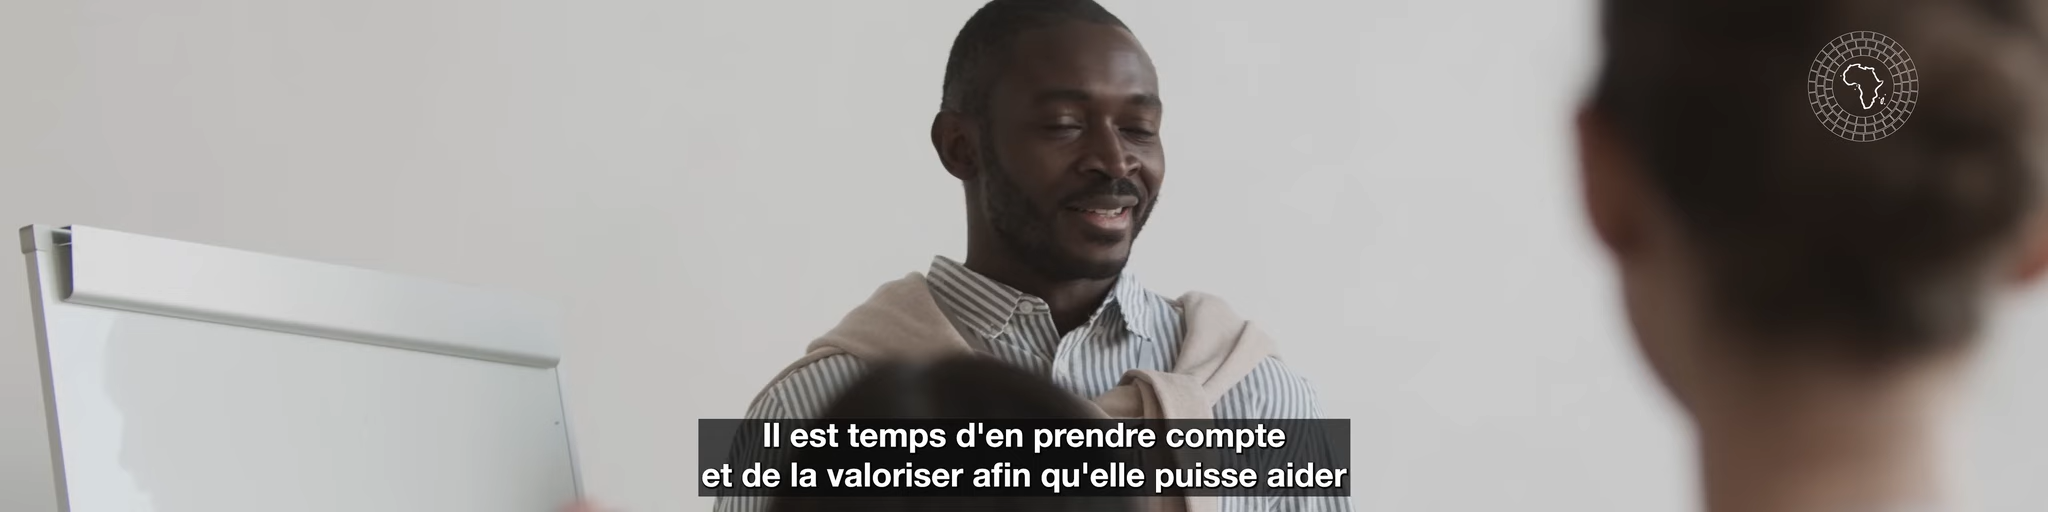 Il est temps d'en prendre compte
et de la valoriser afin qu'elle puisse aider